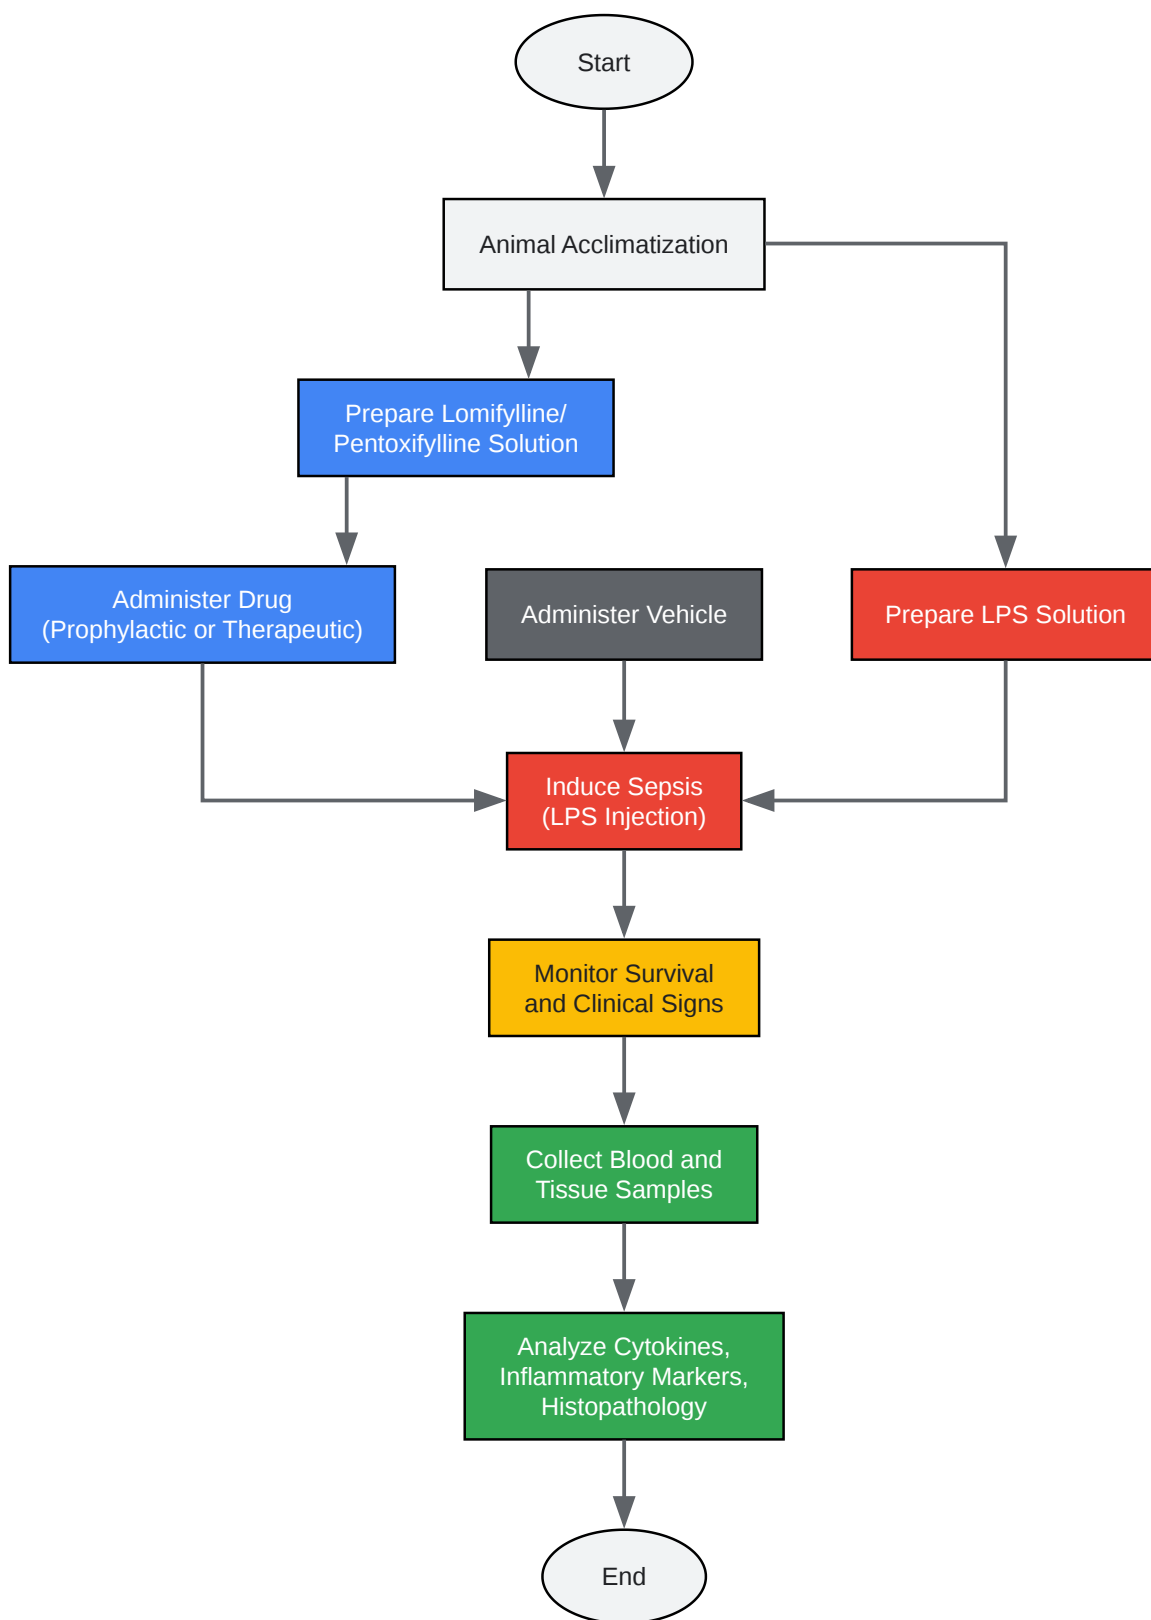 Start
Animal Acclimatization
Prepare Lomifylline/
Pentoxifylline Solution
Administer Drug
(Prophylactic or Therapeutic)
Administer Vehicle
Prepare LPS Solution
Induce Sepsis
(LPS Injection)
Monitor Survival
and Clinical Signs
Collect Blood and
Tissue Samples
Analyze Cytokines,
Inflammatory Markers,
Histopathology
End